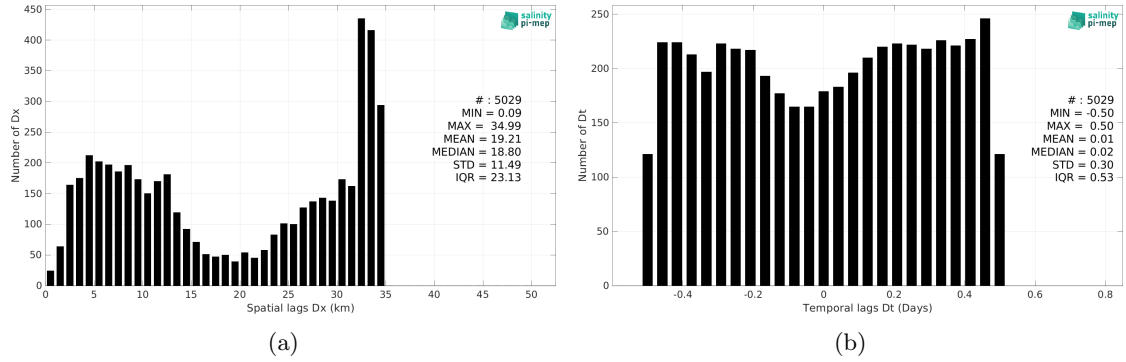 450
400
350
300
250
200
150
100
50
0
Number of Dx
0 5 10 15 20 25 30 35 40 45 50
Spatial lags Dx (km)
salinity
pi-mep
# : 5029
MIN = 0.09
MAX = 34.99
MEAN = 19.21
MEDIAN = 18.80
STD = 11.49
IQR = 23.13
(a)
250
200
150
100
50
0
Number of Dt
-0.4 -0.2 0 0.2 0.4 0.6 0.8
Temporal lags Dt (Days)
salinity
pi-mep
# : 5029
MIN = -0.50
MAX = 0.50
MEAN = 0.01
MEDIAN = 0.02
STD = 0.30
IQR = 0.53
(b)